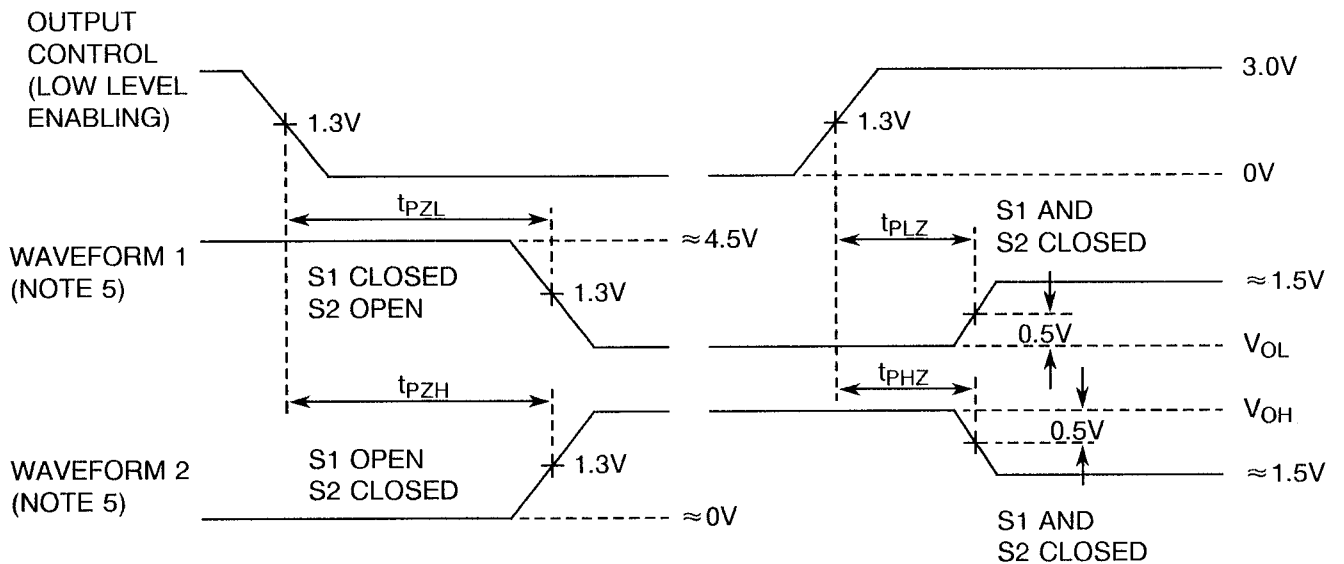 OUTPUT
CONTROL
(LOW LEVEL
ENABLING)
1.3V
1.3V
3.0V
0V
tPZL
tPLZ
S1 AND
S2 CLOSED
WAVEFORM 1
(NOTE 5)
≈4.5V
S1 CLOSED
S2 OPEN
1.3V
≈1.5V
0.5V
VOL
tPZH
tPHZ
VOH
0.5V
WAVEFORM 2
(NOTE 5)
S1 OPEN
S2 CLOSED
1.3V
≈1.5V
≈0V
S1 AND
S2 CLOSED